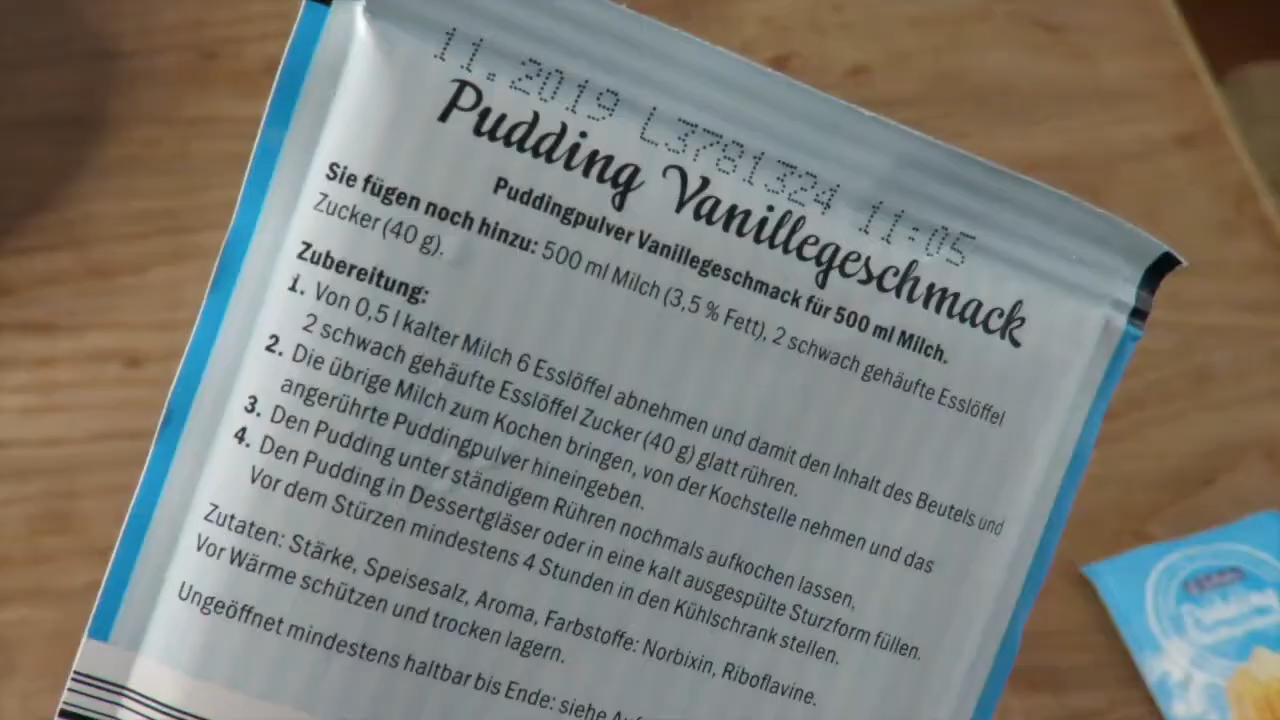 11.2019 L3781324 11:05
Pudding Vanillegeschmack
Puddingpulver Vanillegeschmack für 500 ml Milch.
Sie fügen noch hinzu: 500 ml Milch (3,5 % Fett), 2 schwach gehäufte Esslöffel
Zucker (40 g).
Zubereitung:
1. Von 0,5 l kalter Milch 6 Esslöffel abnehmen und damit den Inhalt des Beutels und
2 schwach gehäufte Esslöffel Zucker (40 g) glatt rühren.
2. Die übrige Milch zum Kochen bringen, von der Kochstelle nehmen und das
angerührte Puddingpulver hineingeben.
3. Den Pudding unter ständigem Rühren nochmals aufkochen lassen,
4. Den Pudding in Dessertgläser oder in eine kalt ausgespülte Sturzform füllen.
Vor dem Stürzen mindestens 4 Stunden in den Kühlschrank stellen.
Zutaten: Stärke, Speisesalz, Aroma, Farbstoffe: Norbixin, Riboflavine.
Vor Wärme schützen und trocken lagern.
Ungeöffnet mindestens haltbar bis Ende: siehe